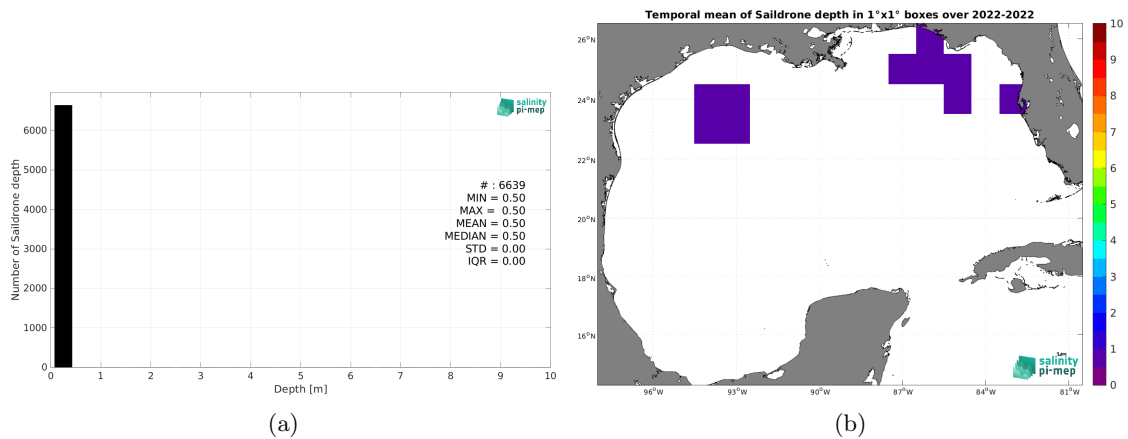 Number of Saildrone depth
6000
5000
4000
3000
2000
1000
0
0 1 2 3 4 5 6 7 8 9 10
Depth [m]
salinity
pi-mep
# : 6639
MIN = 0.50
MAX = 0.50
MEAN = 0.50
MEDIAN = 0.50
STD = 0.00
IQR = 0.00
(a)
Temporal mean of Saildrone depth in 1°x1° boxes over 2022-2022
26°N
24°N
22°N
20°N
18°N
16°N
96°W 93°W 90°W 87°W 84°W 81°W
salinity
pi-mep
10
9
8
7
6
5
4
3
2
1
0
(b)